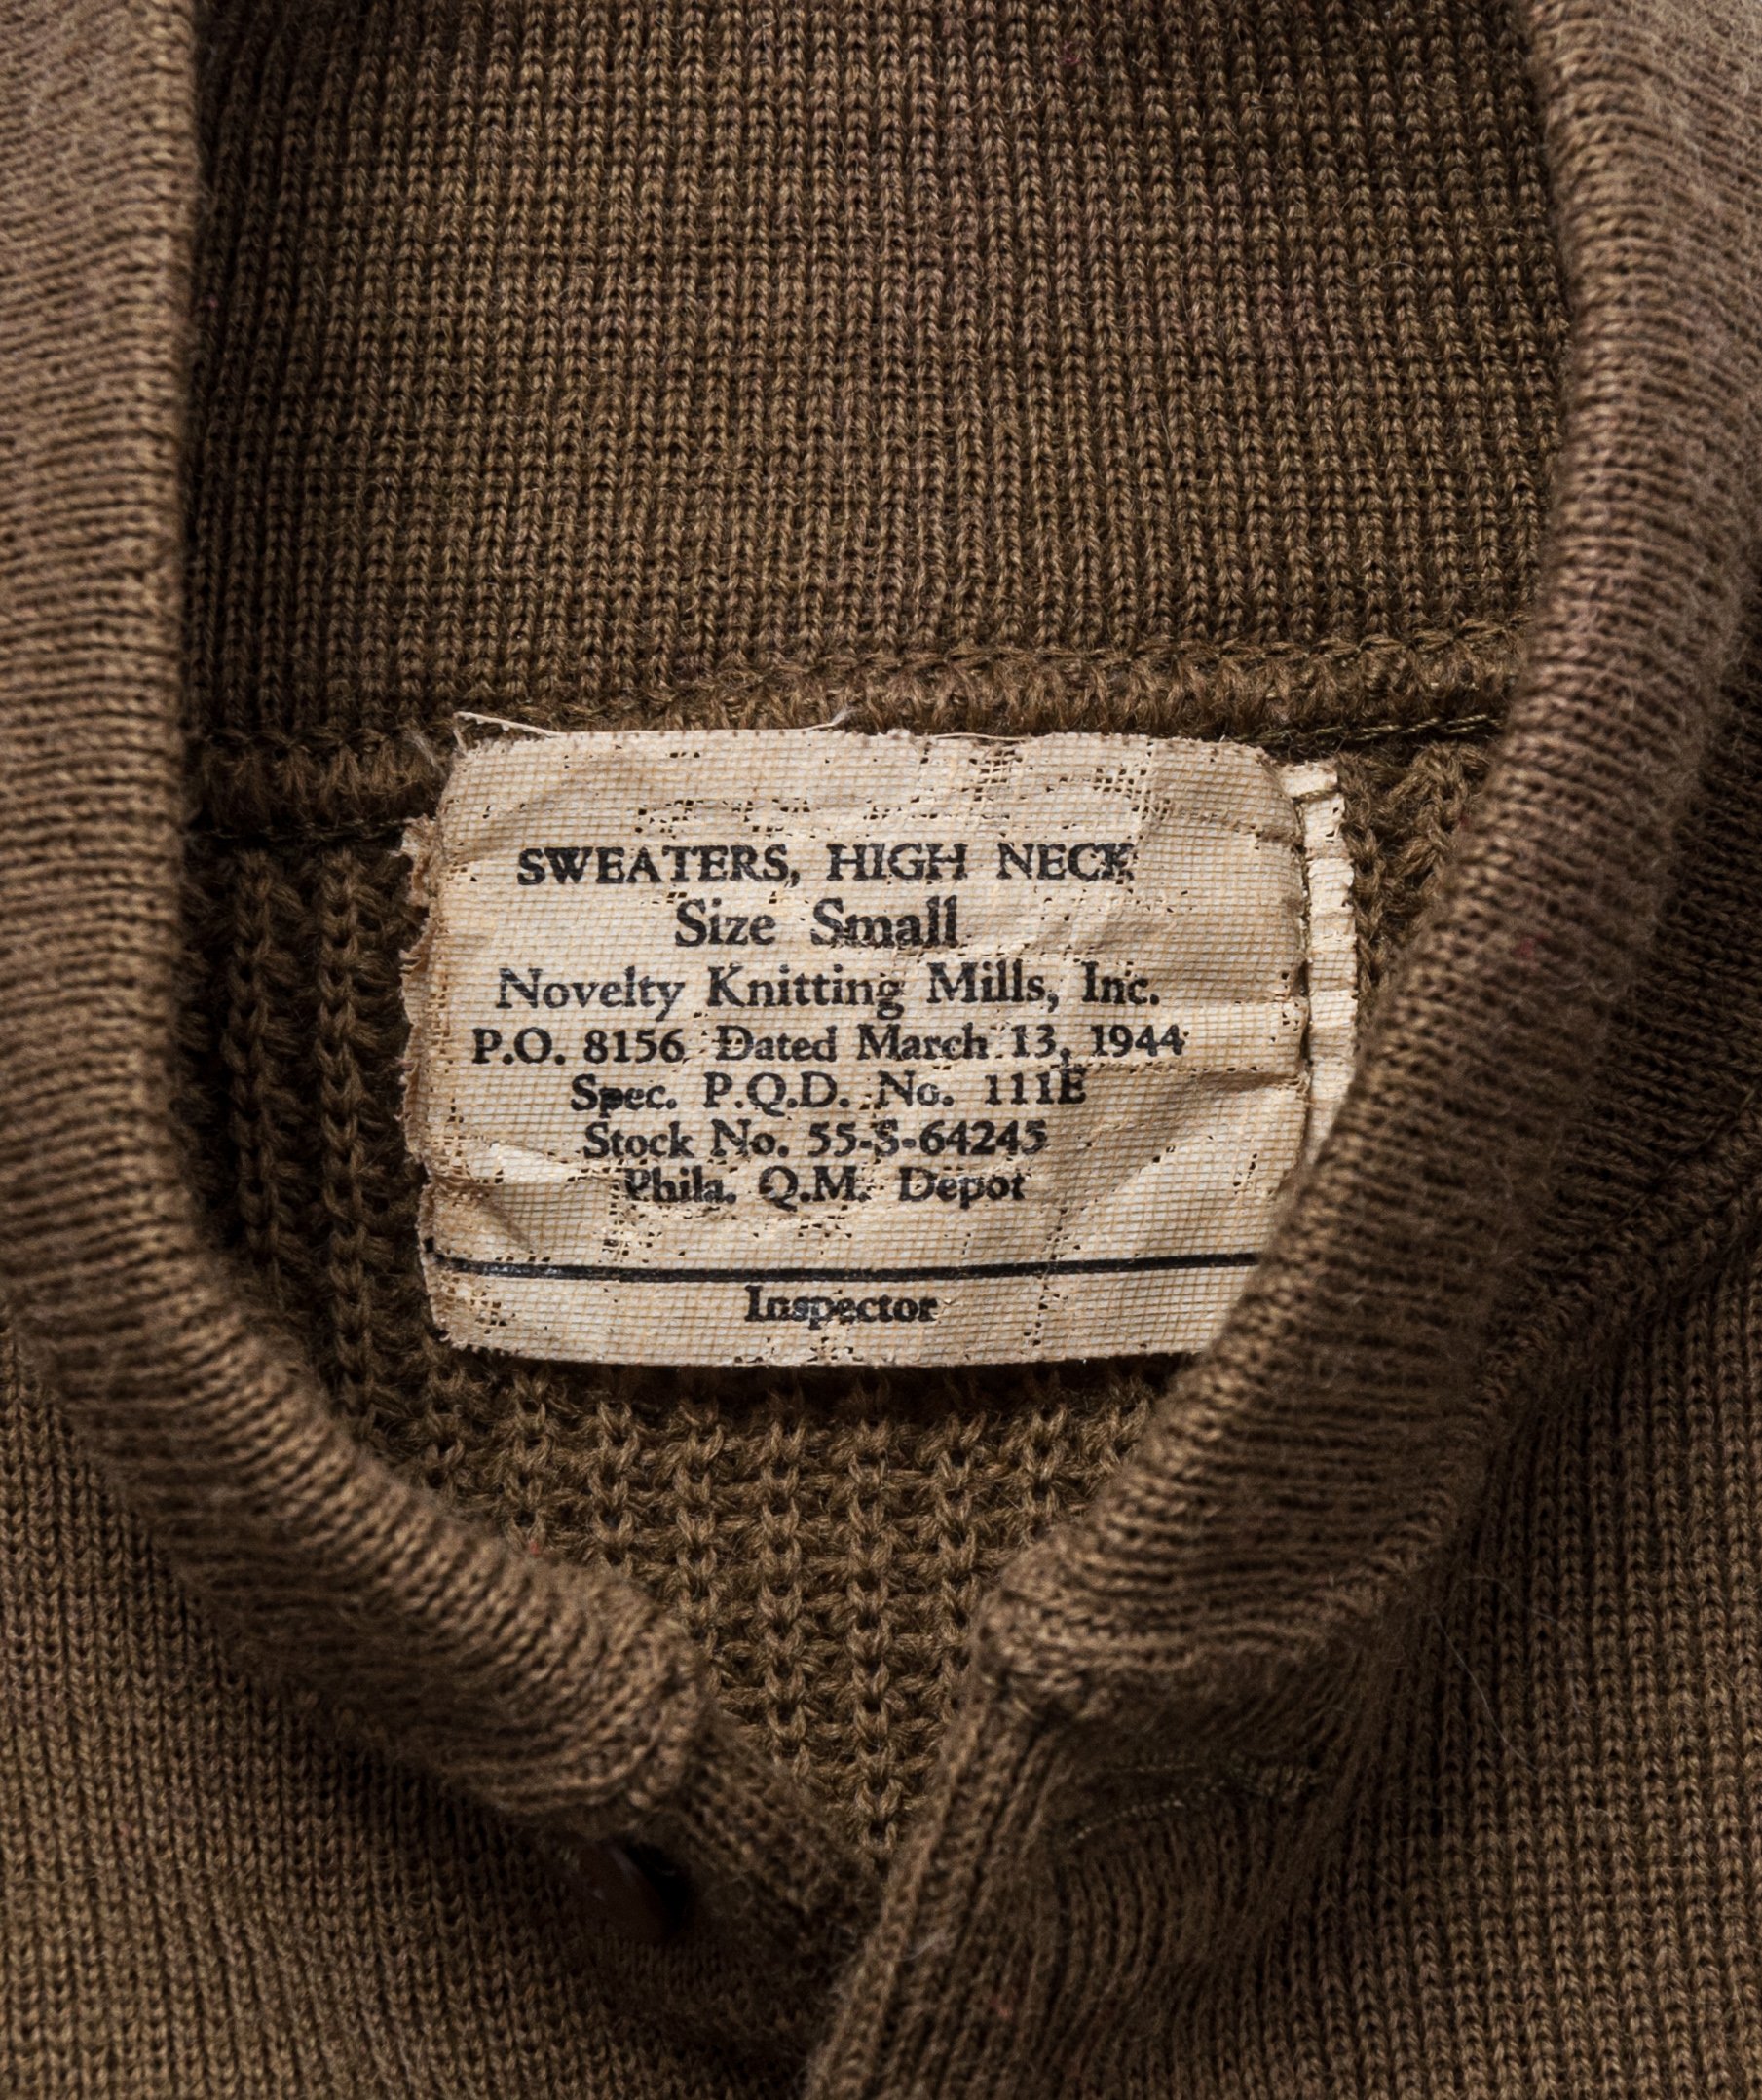 SWEATERS, HIGH NECK
Size Small
Novelty Knitting Mills, Inc.
P.O. 8156 Dated March 13, 1944
Spec. P.Q.D. No. 111E
Stock No. 55-S-64245
Phila. Q.M. Depot
Inspector